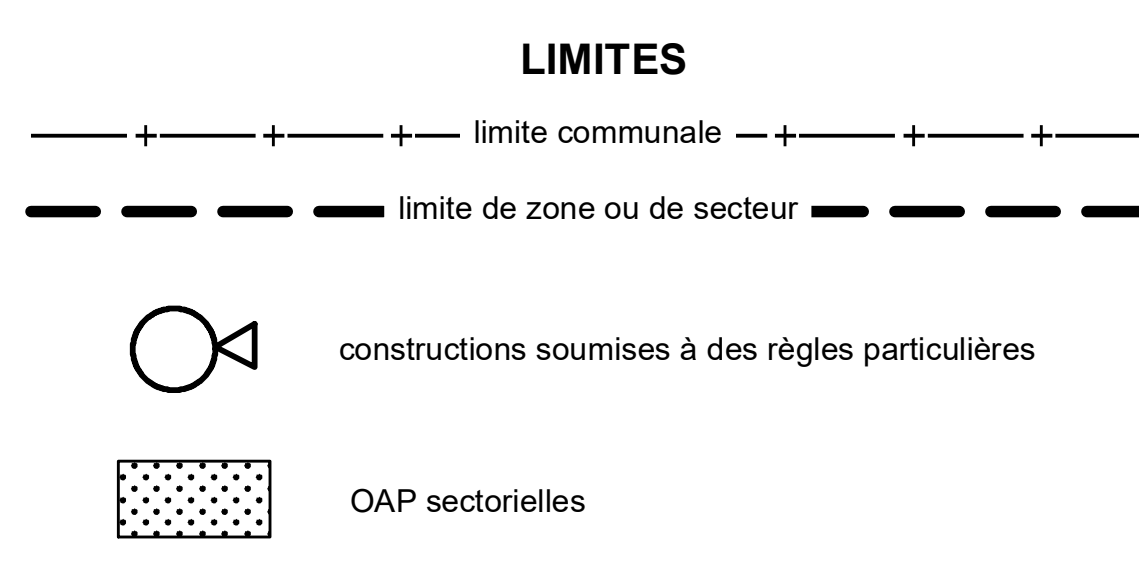 LIMITES
limite communale
limite de zone ou de secteur
constructions soumises à des règles particulières
OAP sectorielles